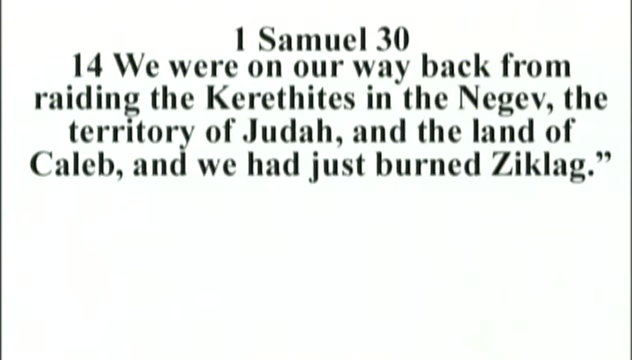 1 Samuel 30
14 We were on our way back from
raiding the Kerethites in the Negev, the
territory of Judah, and the land of
Caleb, and we had just burned Ziklag.”